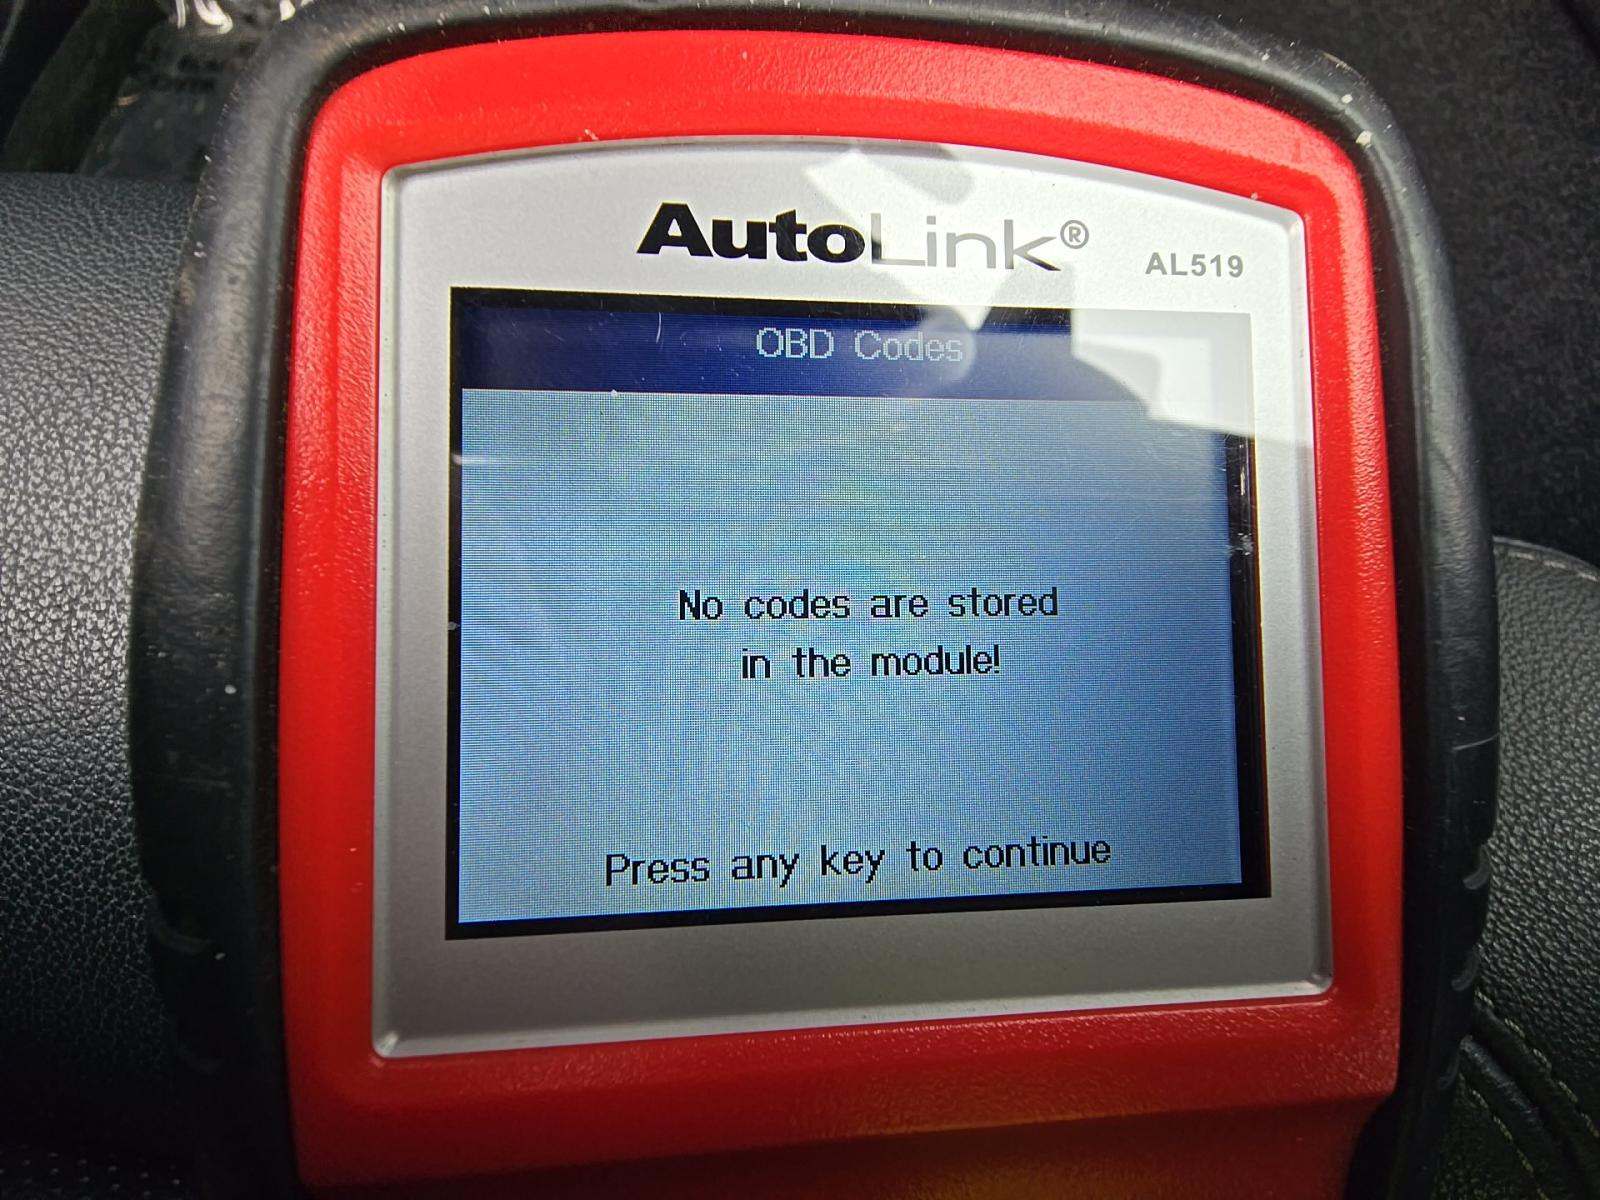 AutoLink®
AL519
OBD Codes
No codes are stored
in the module!
Press any key to continue